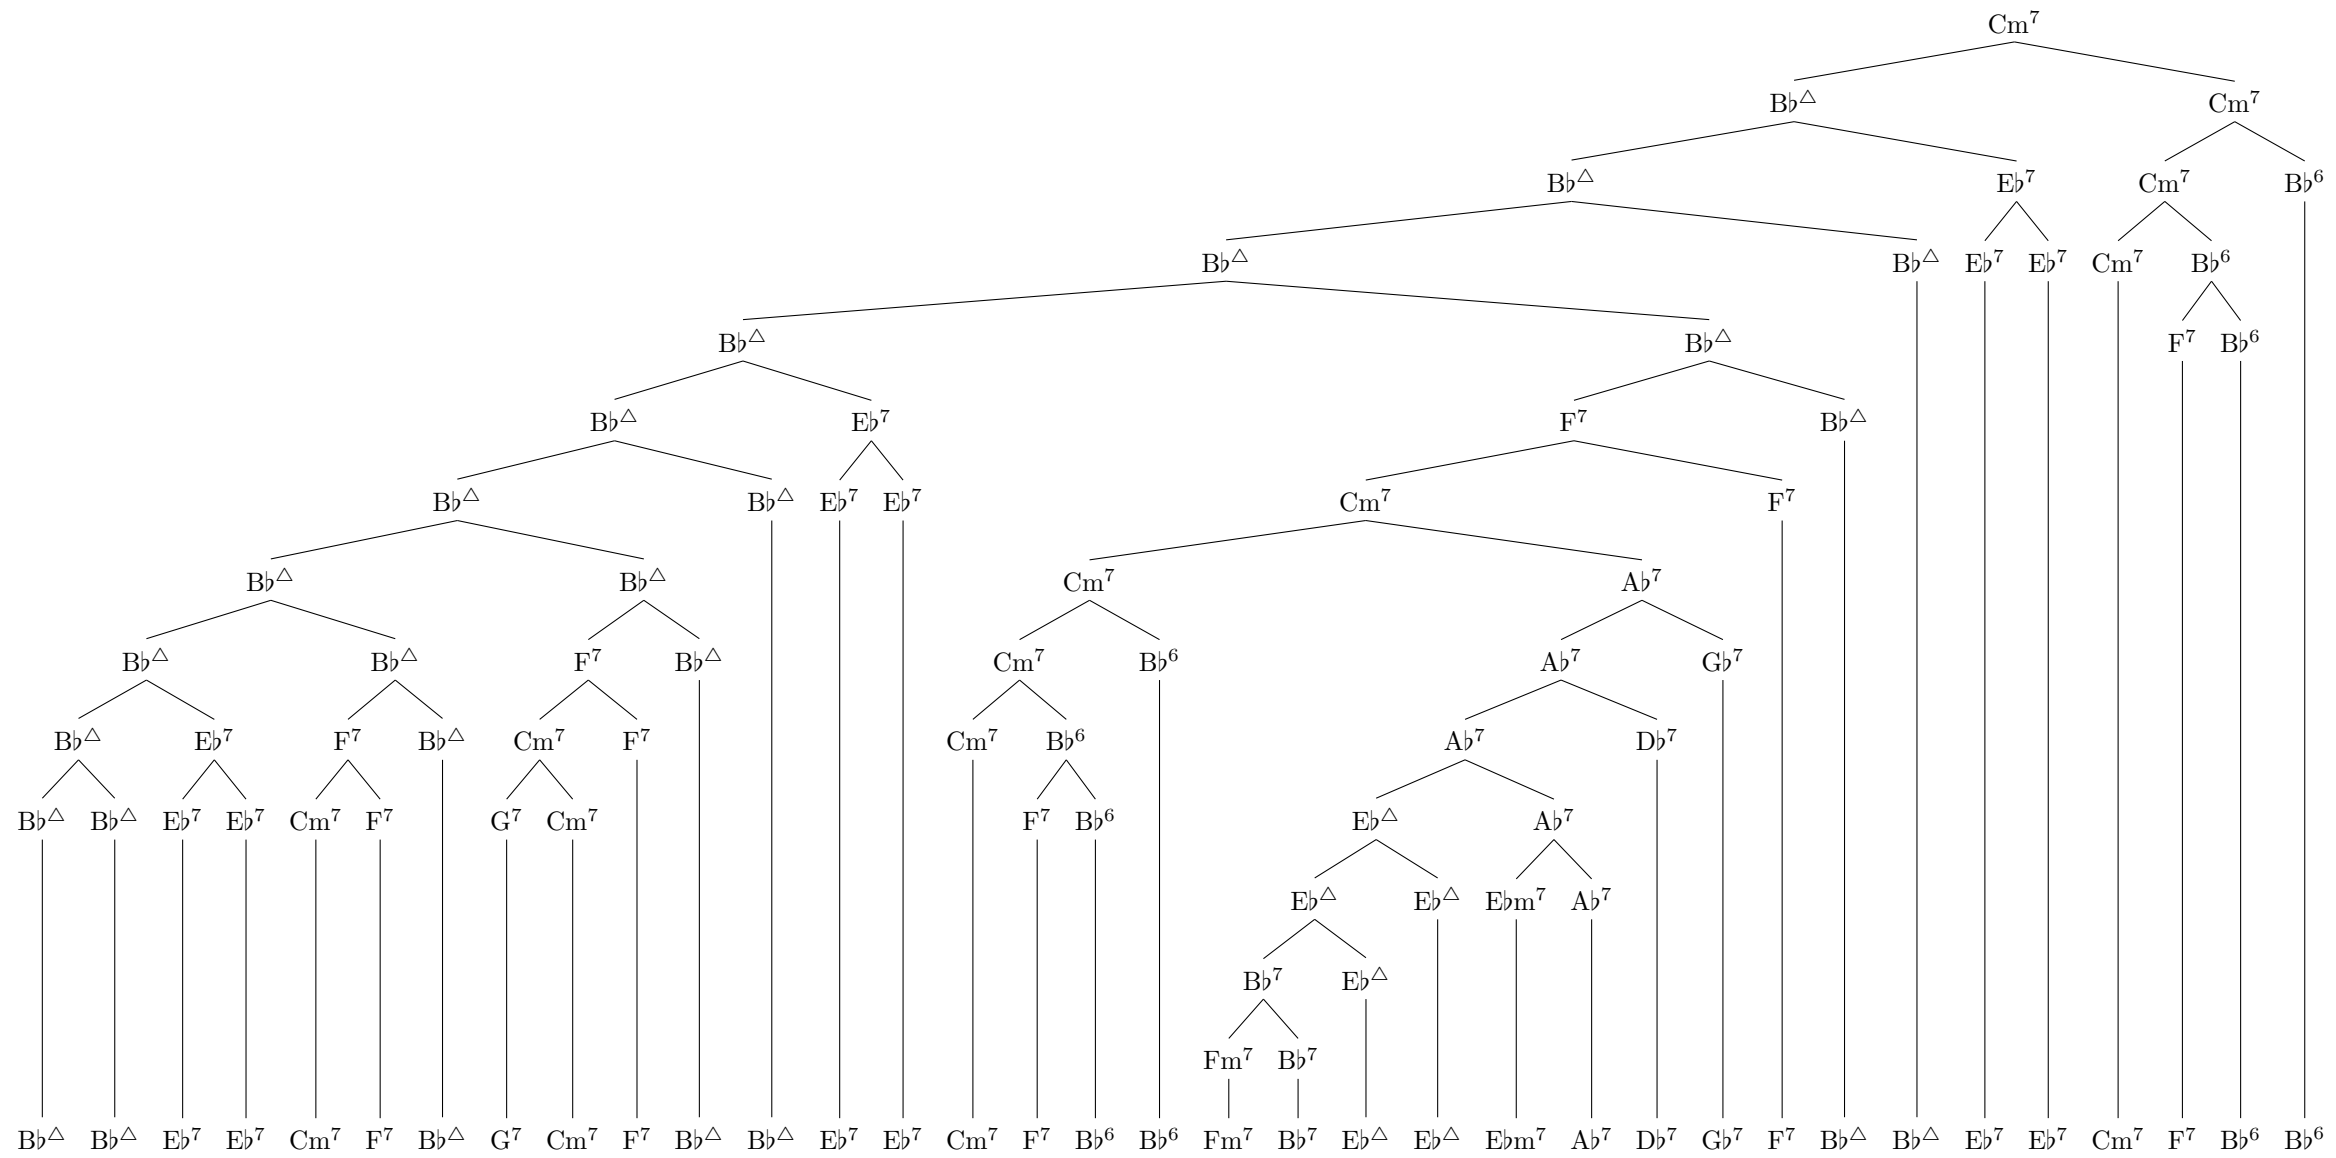 Cm⁷
B♭△ Cm⁷
B♭△ E♭⁷ Cm⁷ B♭⁶
B♭△ B♭△ E♭⁷ E♭⁷ Cm⁷ B♭⁶
B♭△ B♭△ F⁷ B♭⁶
B♭△ E♭⁷ F⁷ B♭△
B♭△ B♭△ E♭⁷ E♭⁷ Cm⁷ F⁷
B♭△ B♭△ Cm⁷ A♭⁷
B♭△ B♭△ F⁷ B♭△ Cm⁷ B♭⁶ A♭⁷ G♭⁷
B♭△ E♭⁷ F⁷ B♭△ Cm⁷ F⁷ Cm⁷ B♭⁶ A♭⁷ D♭⁷
B♭△ B♭△ E♭⁷ E♭⁷ Cm⁷ F⁷ G⁷ Cm⁷ F⁷ B♭⁶ E♭△ A♭⁷
E♭△ E♭△ E♭m⁷ A♭⁷
B♭⁷ E♭△
Fm⁷ B♭⁷
B♭△ B♭△ E♭⁷ E♭⁷ Cm⁷ F⁷ B♭△ G⁷ Cm⁷ F⁷ B♭△ B♭△ E♭⁷ E♭⁷ Cm⁷ F⁷ B♭⁶ B♭⁶ Fm⁷ B♭⁷ E♭△ E♭△ E♭m⁷ A♭⁷ D♭⁷ G♭⁷ F⁷ B♭△ B♭△ E♭⁷ E♭⁷ Cm⁷ F⁷ B♭⁶ B♭⁶